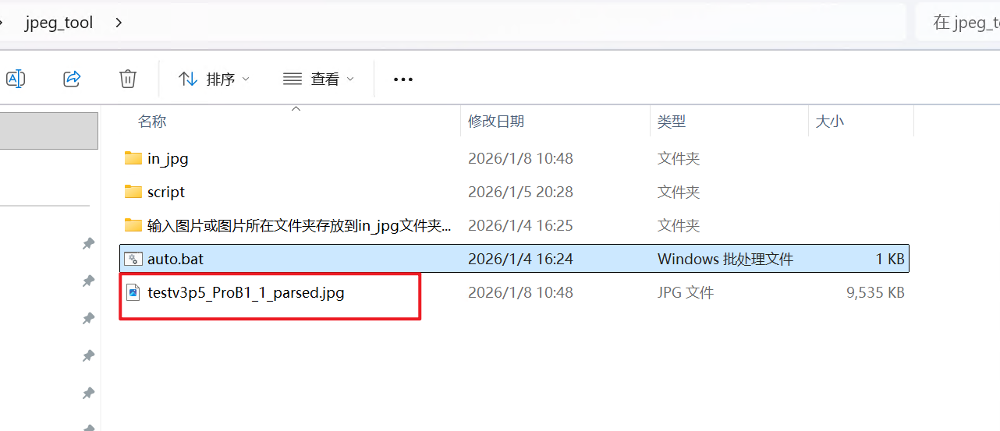 jpeg_tool
在 jpeg_t
排序
查看
名称 修改日期 类型 大小
in_jpg 2026/1/8 10:48 文件夹
script 2026/1/5 20:28 文件夹
输入图片或图片所在文件夹存放到in_jpg文件夹... 2026/1/4 16:25 文件夹
auto.bat 2026/1/4 16:24 Windows 批处理文件 1 KB
testv3p5_ProB1_1_parsed.jpg 2026/1/8 10:48 JPG 文件 9,535 KB